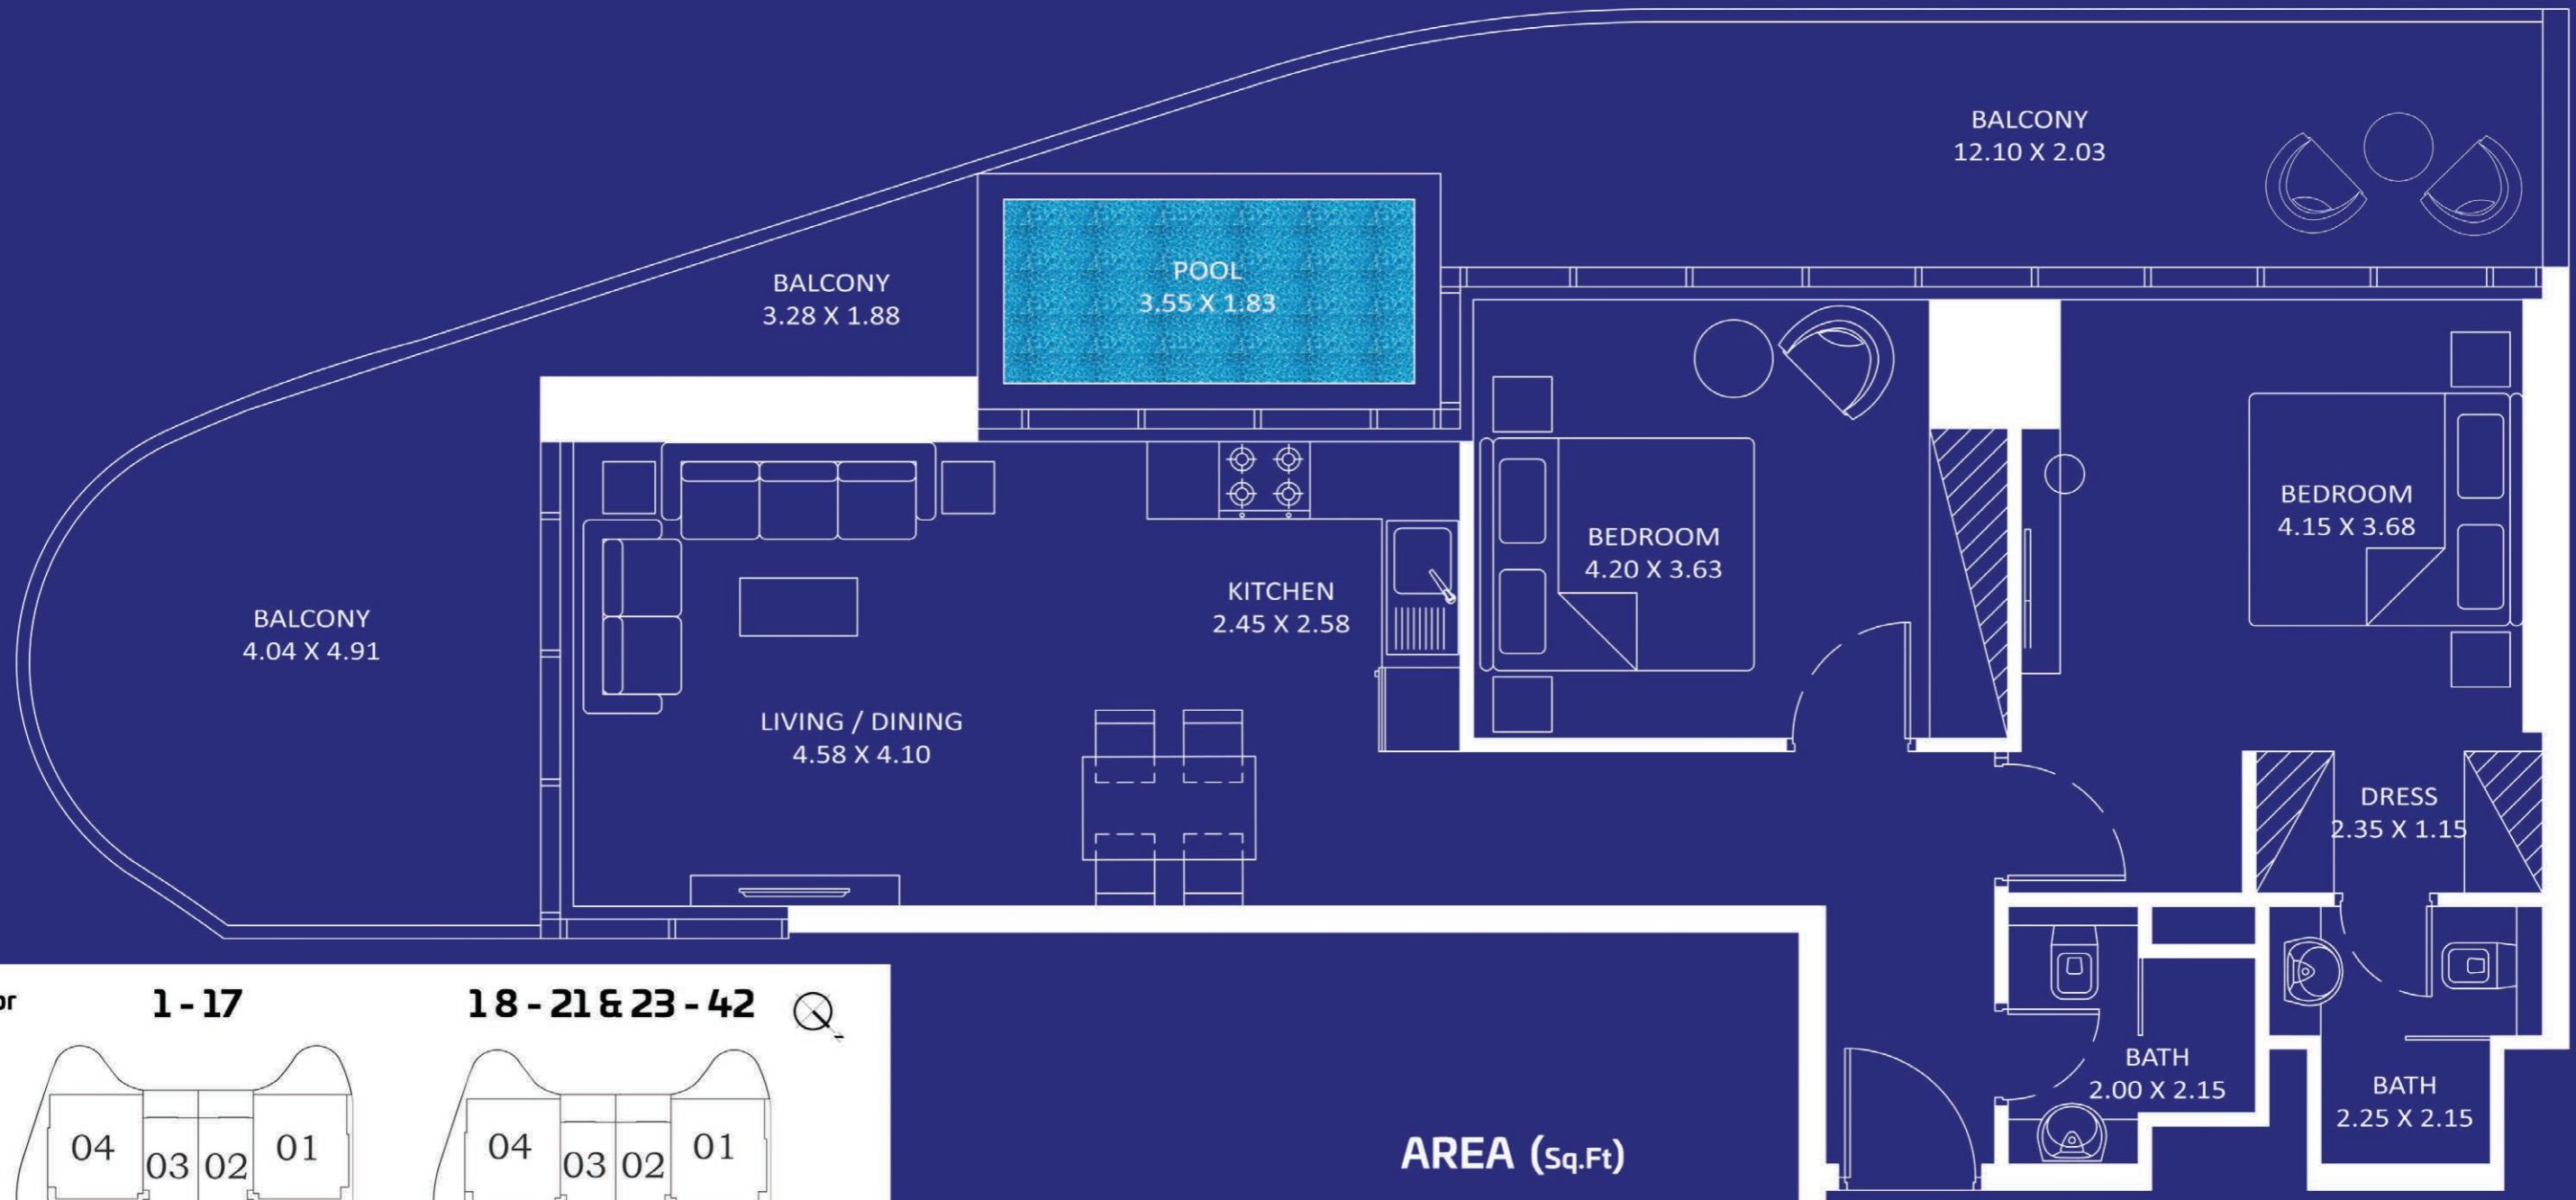 BALCONY
12.10 X 2.03
BALCONY
3.28 X 1.88
POOL
3.55 X 1.83
BEDROOM
4.20 X 3.63
BEDROOM
4.15 X 3.68
KITCHEN
2.45 X 2.58
BALCONY
4.04 X 4.91
LIVING / DINING
4.58 X 4.10
DRESS
2.35 X 1.15
BATH
2.00 X 2.15
BATH
2.25 X 2.15
1 - 17
1 8 - 21 & 23 - 42
04 03 02 01
04 03 02 01
AREA (Sq.Ft)